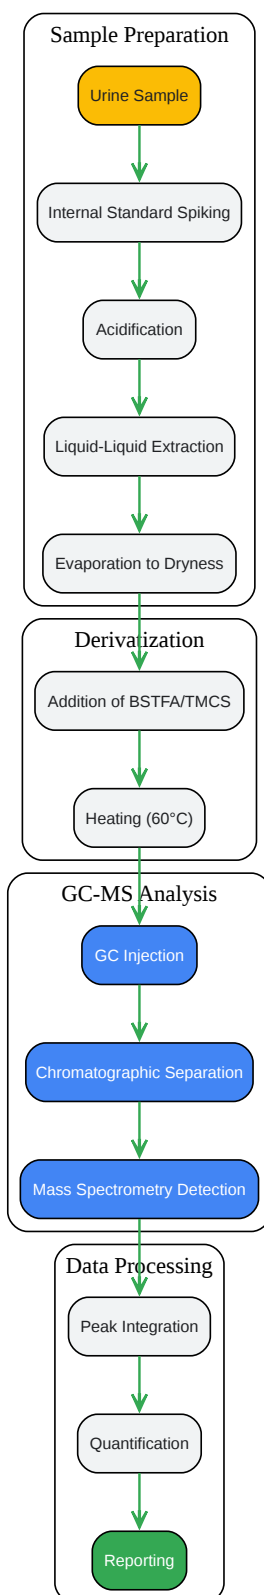 Sample Preparation
Urine Sample
Internal Standard Spiking
Acidification
Liquid-Liquid Extraction
Evaporation to Dryness
Derivatization
Addition of BSTFA/TMCS
Heating (60°C)
GC-MS Analysis
GC Injection
Chromatographic Separation
Mass Spectrometry Detection
Data Processing
Peak Integration
Quantification
Reporting